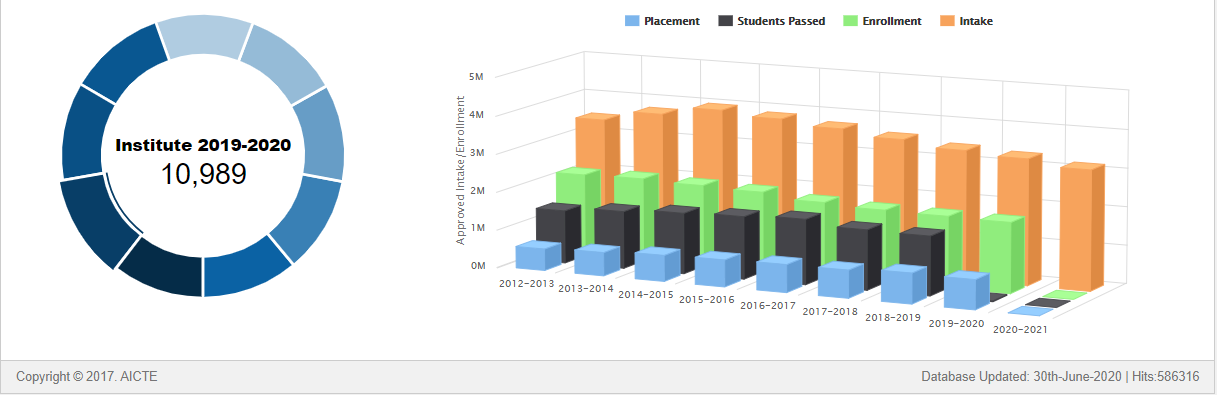 Institute 2019-2020
10,989
Placement
Students Passed
Enrollment
Intake
Approved Intake/Enrollment
5M
4M
3M
2M
1M
0M
2012-2013
2013-2014
2014-2015
2015-2016
2016-2017
2017-2018
2018-2019
2019-2020
2020-2021
Copyright © 2017. AICTE
Database Updated: 30th-June-2020 | Hits:586316